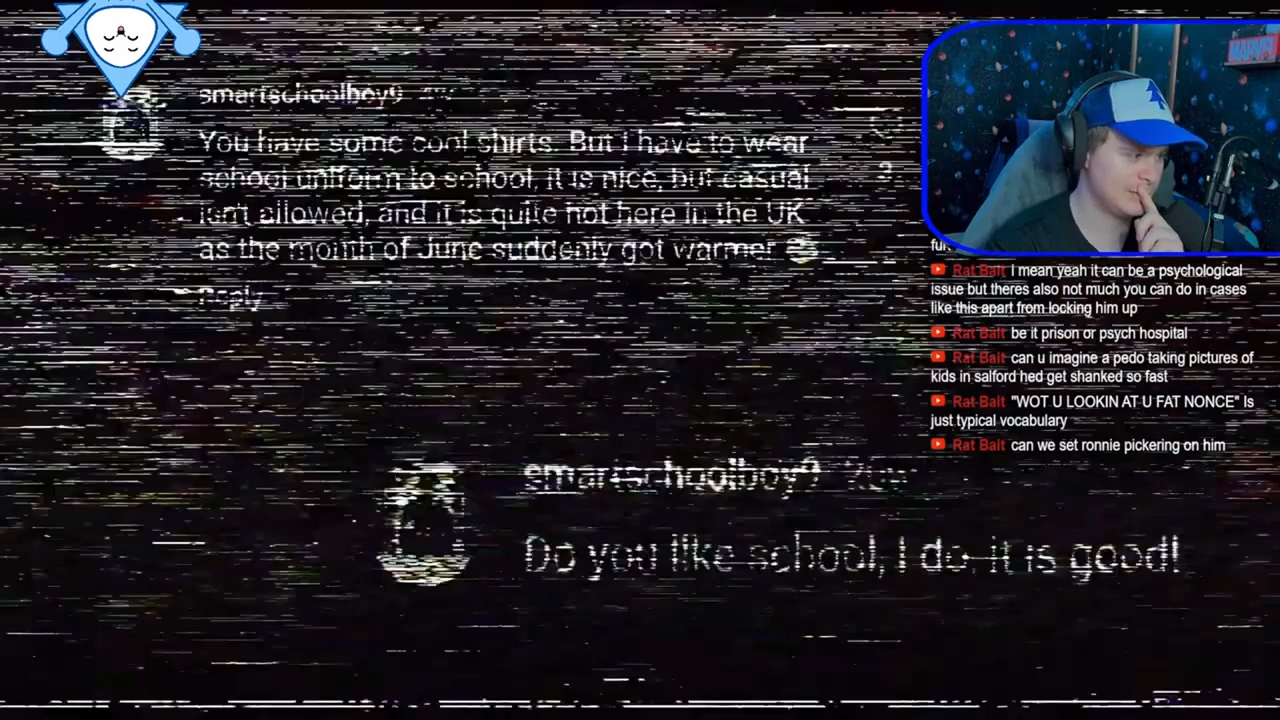 smartschoolboy9
You have some cool shirts. But I have to wear
school uniform to school, it is nice, but casual
isn't allowed, and it is quite hot here in the UK
as the month of June suddenly got warmer
Reply
3
smartschoolboy9
Do you like school, I do, it is good!
MARVEL
Rat Bait I mean yeah it can be a psychological
issue but theres also not much you can do in cases
like this apart from locking him up
Rat Bait be it prison or psych hospital
Rat Bait can u imagine a pedo taking pictures of
kids in salford hed get shanked so fast
Rat Bait "WOT U LOOKIN AT U FAT NONCE" is
just typical vocabulary
Rat Bait can we set ronnie pickering on him